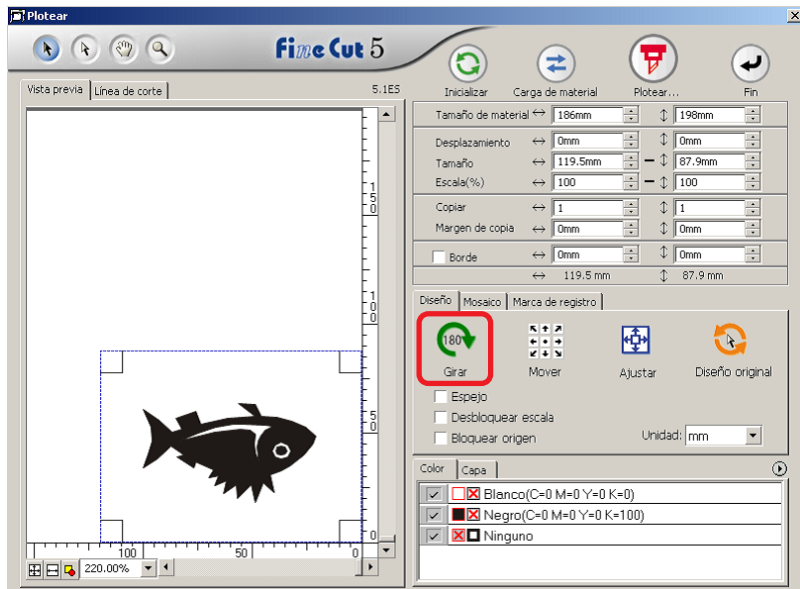 Plotear
Fine Cut 5
Vista previa Línea de corte 5.1E5
Inicializar Carga de material Plotear... Fin
Tamaño de material 186mm 198mm
Desplazamiento 0mm 0mm
Tamaño 119.5mm 87.9mm
Escala(%) 100 100
Copiar 1 1
Margen de copia 0mm 0mm
Borde 0mm 0mm
119.5 mm 87.9 mm
Diseño Mosaico Marca de registro
180°
Girar Mover Ajustar Diseño original
Espejo
Desbloquear escala
Bloquear origen Unidad: mm
Color Capa
Blanco(C=0 M=0 Y=0 K=0)
Negro(C=0 M=0 Y=0 K=100)
Ninguno
150
100
50
0
100 50 0
220.00%